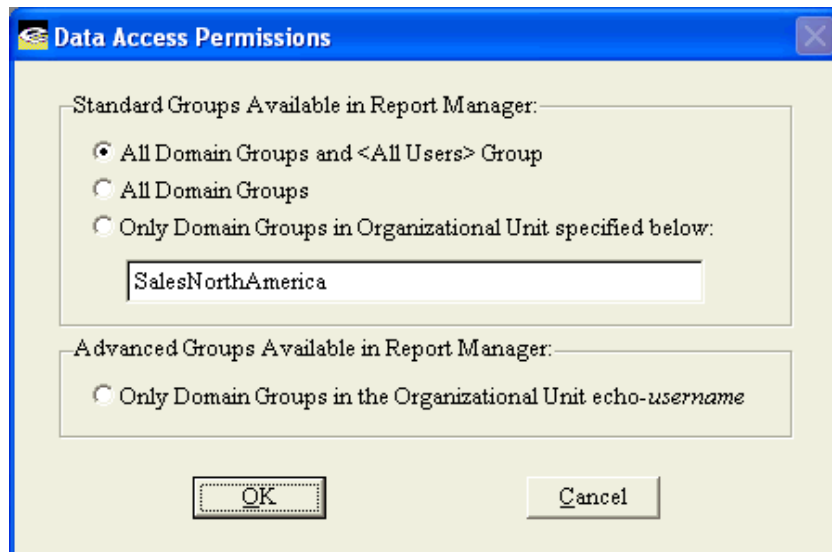 Data Access Permissions
Standard Groups Available in Report Manager:
All Domain Groups and <All Users> Group
All Domain Groups
Only Domain Groups in Organizational Unit specified below:
SalesNorthAmerica
Advanced Groups Available in Report Manager:
Only Domain Groups in the Organizational Unit echo-username
OK
Cancel